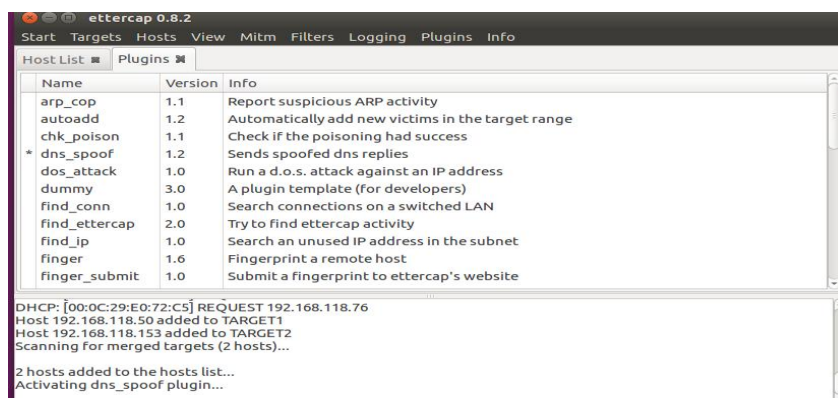 ettercap 0.8.2
Start Targets Hosts View Mitm Filters Logging Plugins Info
Host List Plugins
Name Version Info
arp_cop 1.1 Report suspicious ARP activity
autoadd 1.2 Automatically add new victims in the target range
chk_poison 1.1 Check if the poisoning had success
* dns_spoof 1.2 Sends spoofed dns replies
dos_attack 1.0 Run a d.o.s. attack against an IP address
dummy 3.0 A plugin template (for developers)
find_conn 1.0 Search connections on a switched LAN
find_ettercap 2.0 Try to find ettercap activity
find_ip 1.0 Search an unused IP address in the subnet
finger 1.6 Fingerprint a remote host
finger_submit 1.0 Submit a fingerprint to ettercap's website
DHCP: [00:0C:29:E0:72:C5] REQUEST 192.168.118.76
Host 192.168.118.50 added to TARGET1
Host 192.168.118.153 added to TARGET2
Scanning for merged targets (2 hosts)...
2 hosts added to the hosts list...
Activating dns_spoof plugin...